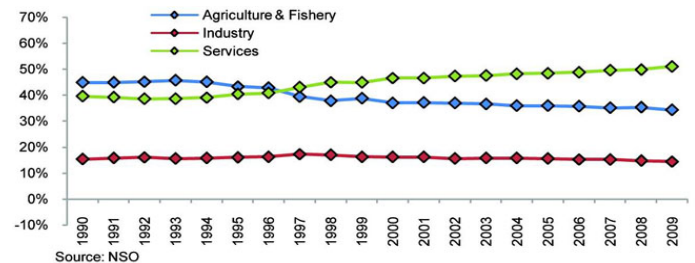 70%
Agriculture & Fishery
60%
Industry
Services
50%
40%
30%
20%
10%
0%
-10%
1990 1991 1992 1993 1994 1995 1996 1997 1998 1999 2000 2001 2002 2003 2004 2005 2006 2007 2008 2009
Source: NSO